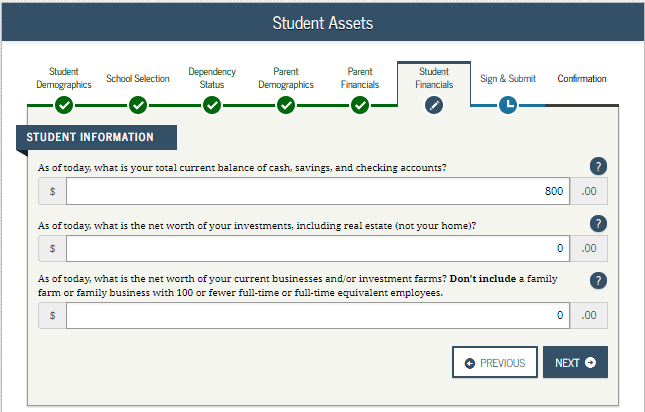 Student Assets
Student Demographics
School Selection
Dependency Status
Parent Demographics
Parent Financials
Student Financials
Sign & Submit
Confirmation
STUDENT INFORMATION
As of today, what is your total current balance of cash, savings, and checking accounts?
?
$ 800 .00
As of today, what is the net worth of your investments, including real estate (not your home)?
?
$ 0 .00
As of today, what is the net worth of your current businesses and/or investment farms? Don't include a family
farm or family business with 100 or fewer full-time or full-time equivalent employees.
?
$ 0 .00
PREVIOUS
NEXT